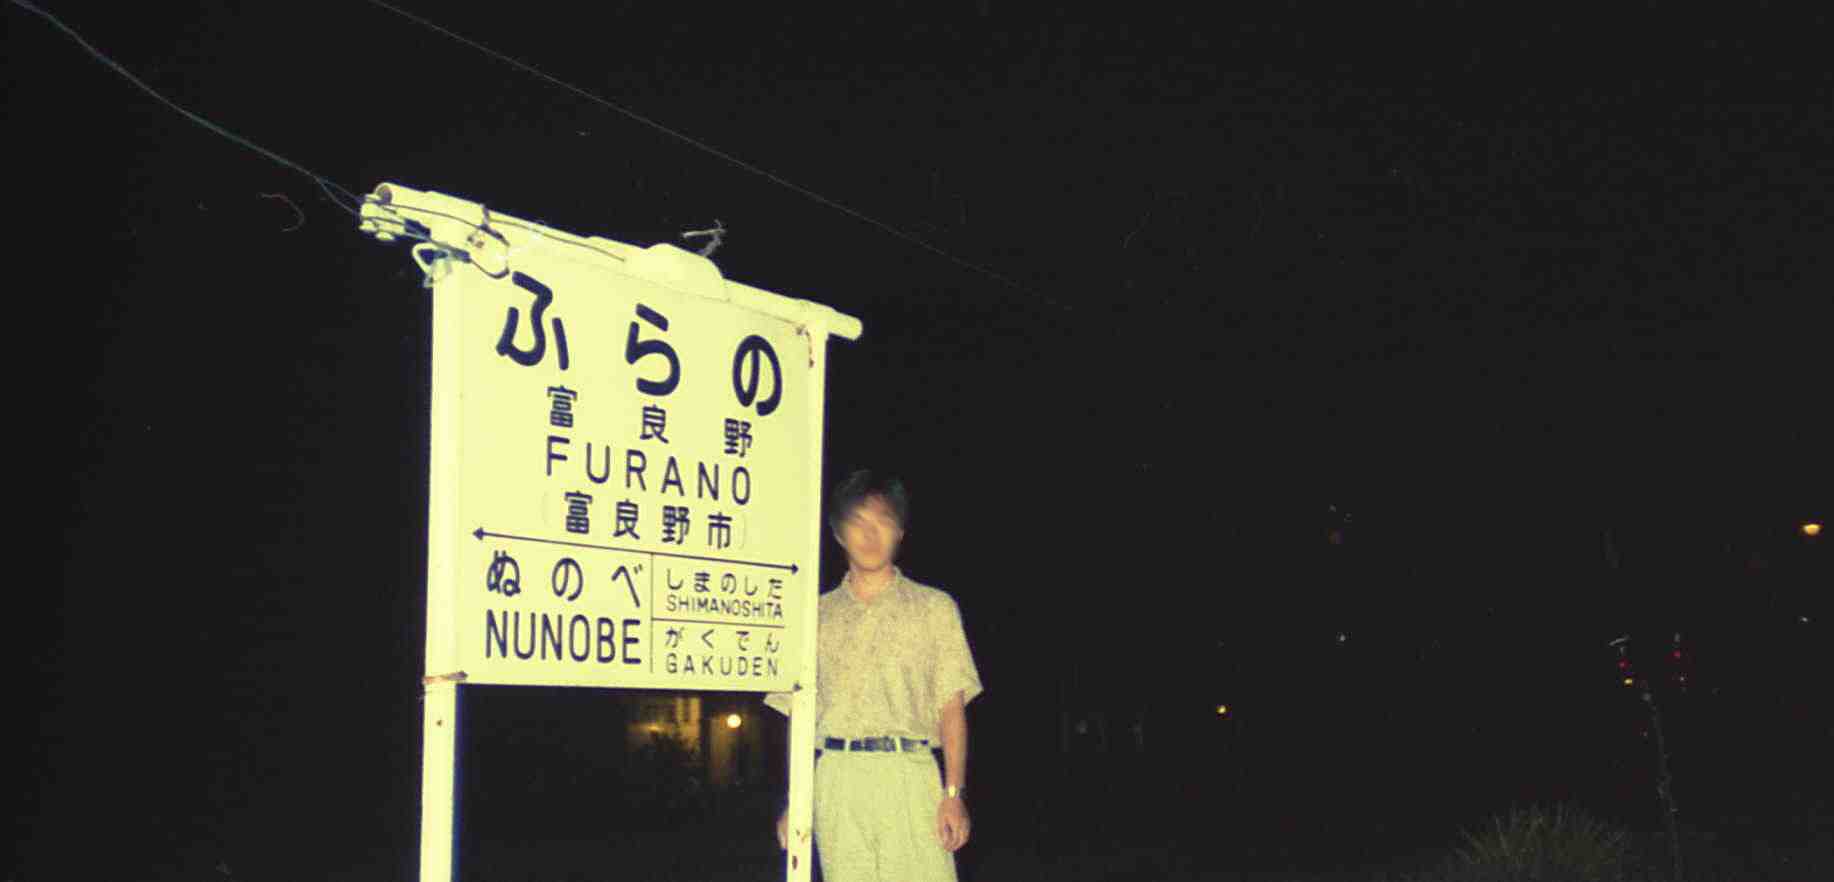 ふらの
富良野
FURANO
(富良野市)
ぬのべ
NUNOBE
しまのした
SHIMANOSHITA
がくでん
GAKUDEN